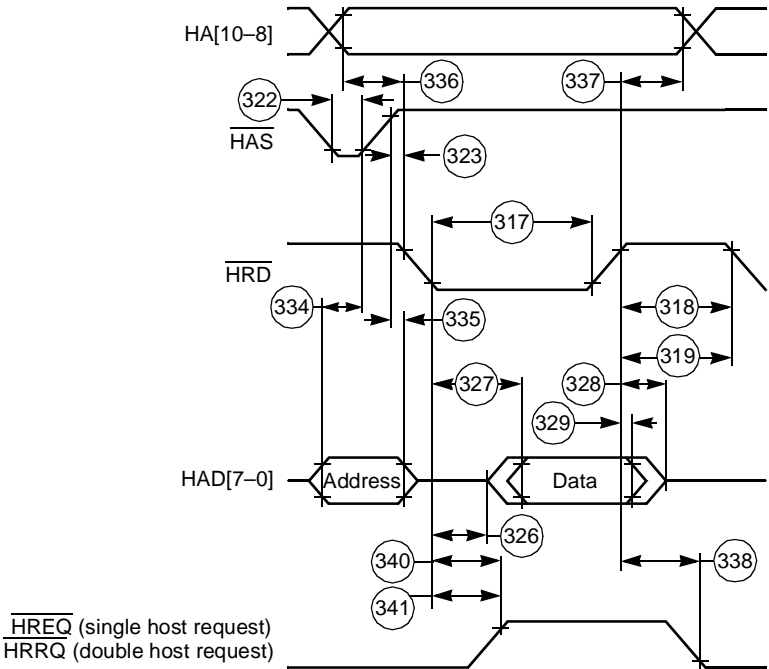 HA[10–8]
336
337
322
HAS
323
317
HRD
334
335
318
319
327
328
329
HAD[7–0]
Address
Data
326
340
338
341
HREQ (single host request)
HRRQ (double host request)